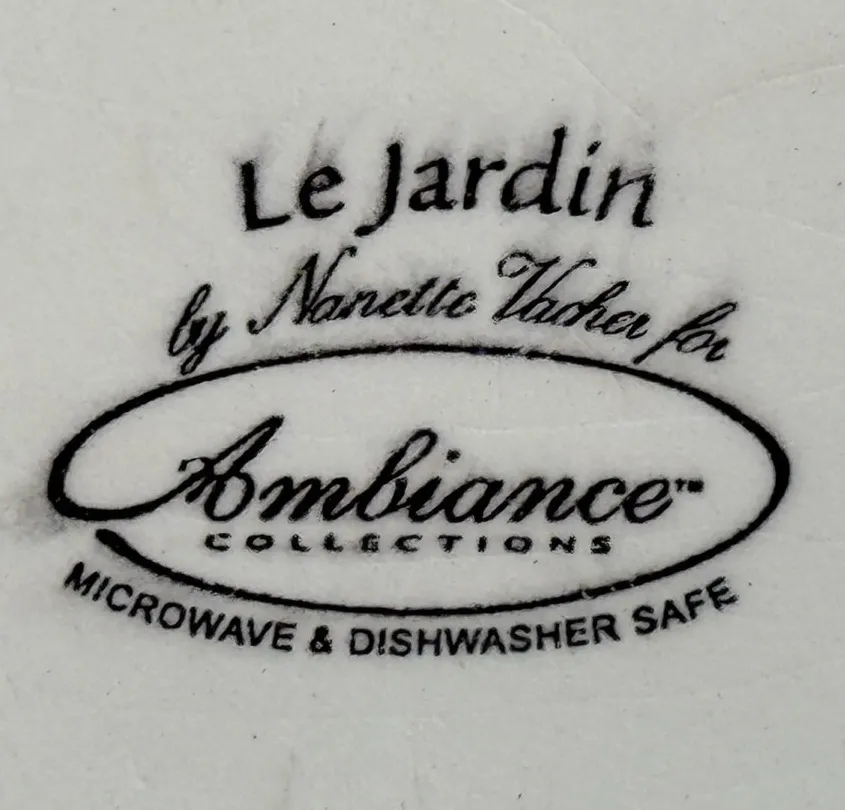 Le Jardin
by Nanette Vacher for
Ambiance™
COLLECTIONS
MICROWAVE & DISHWASHER SAFE